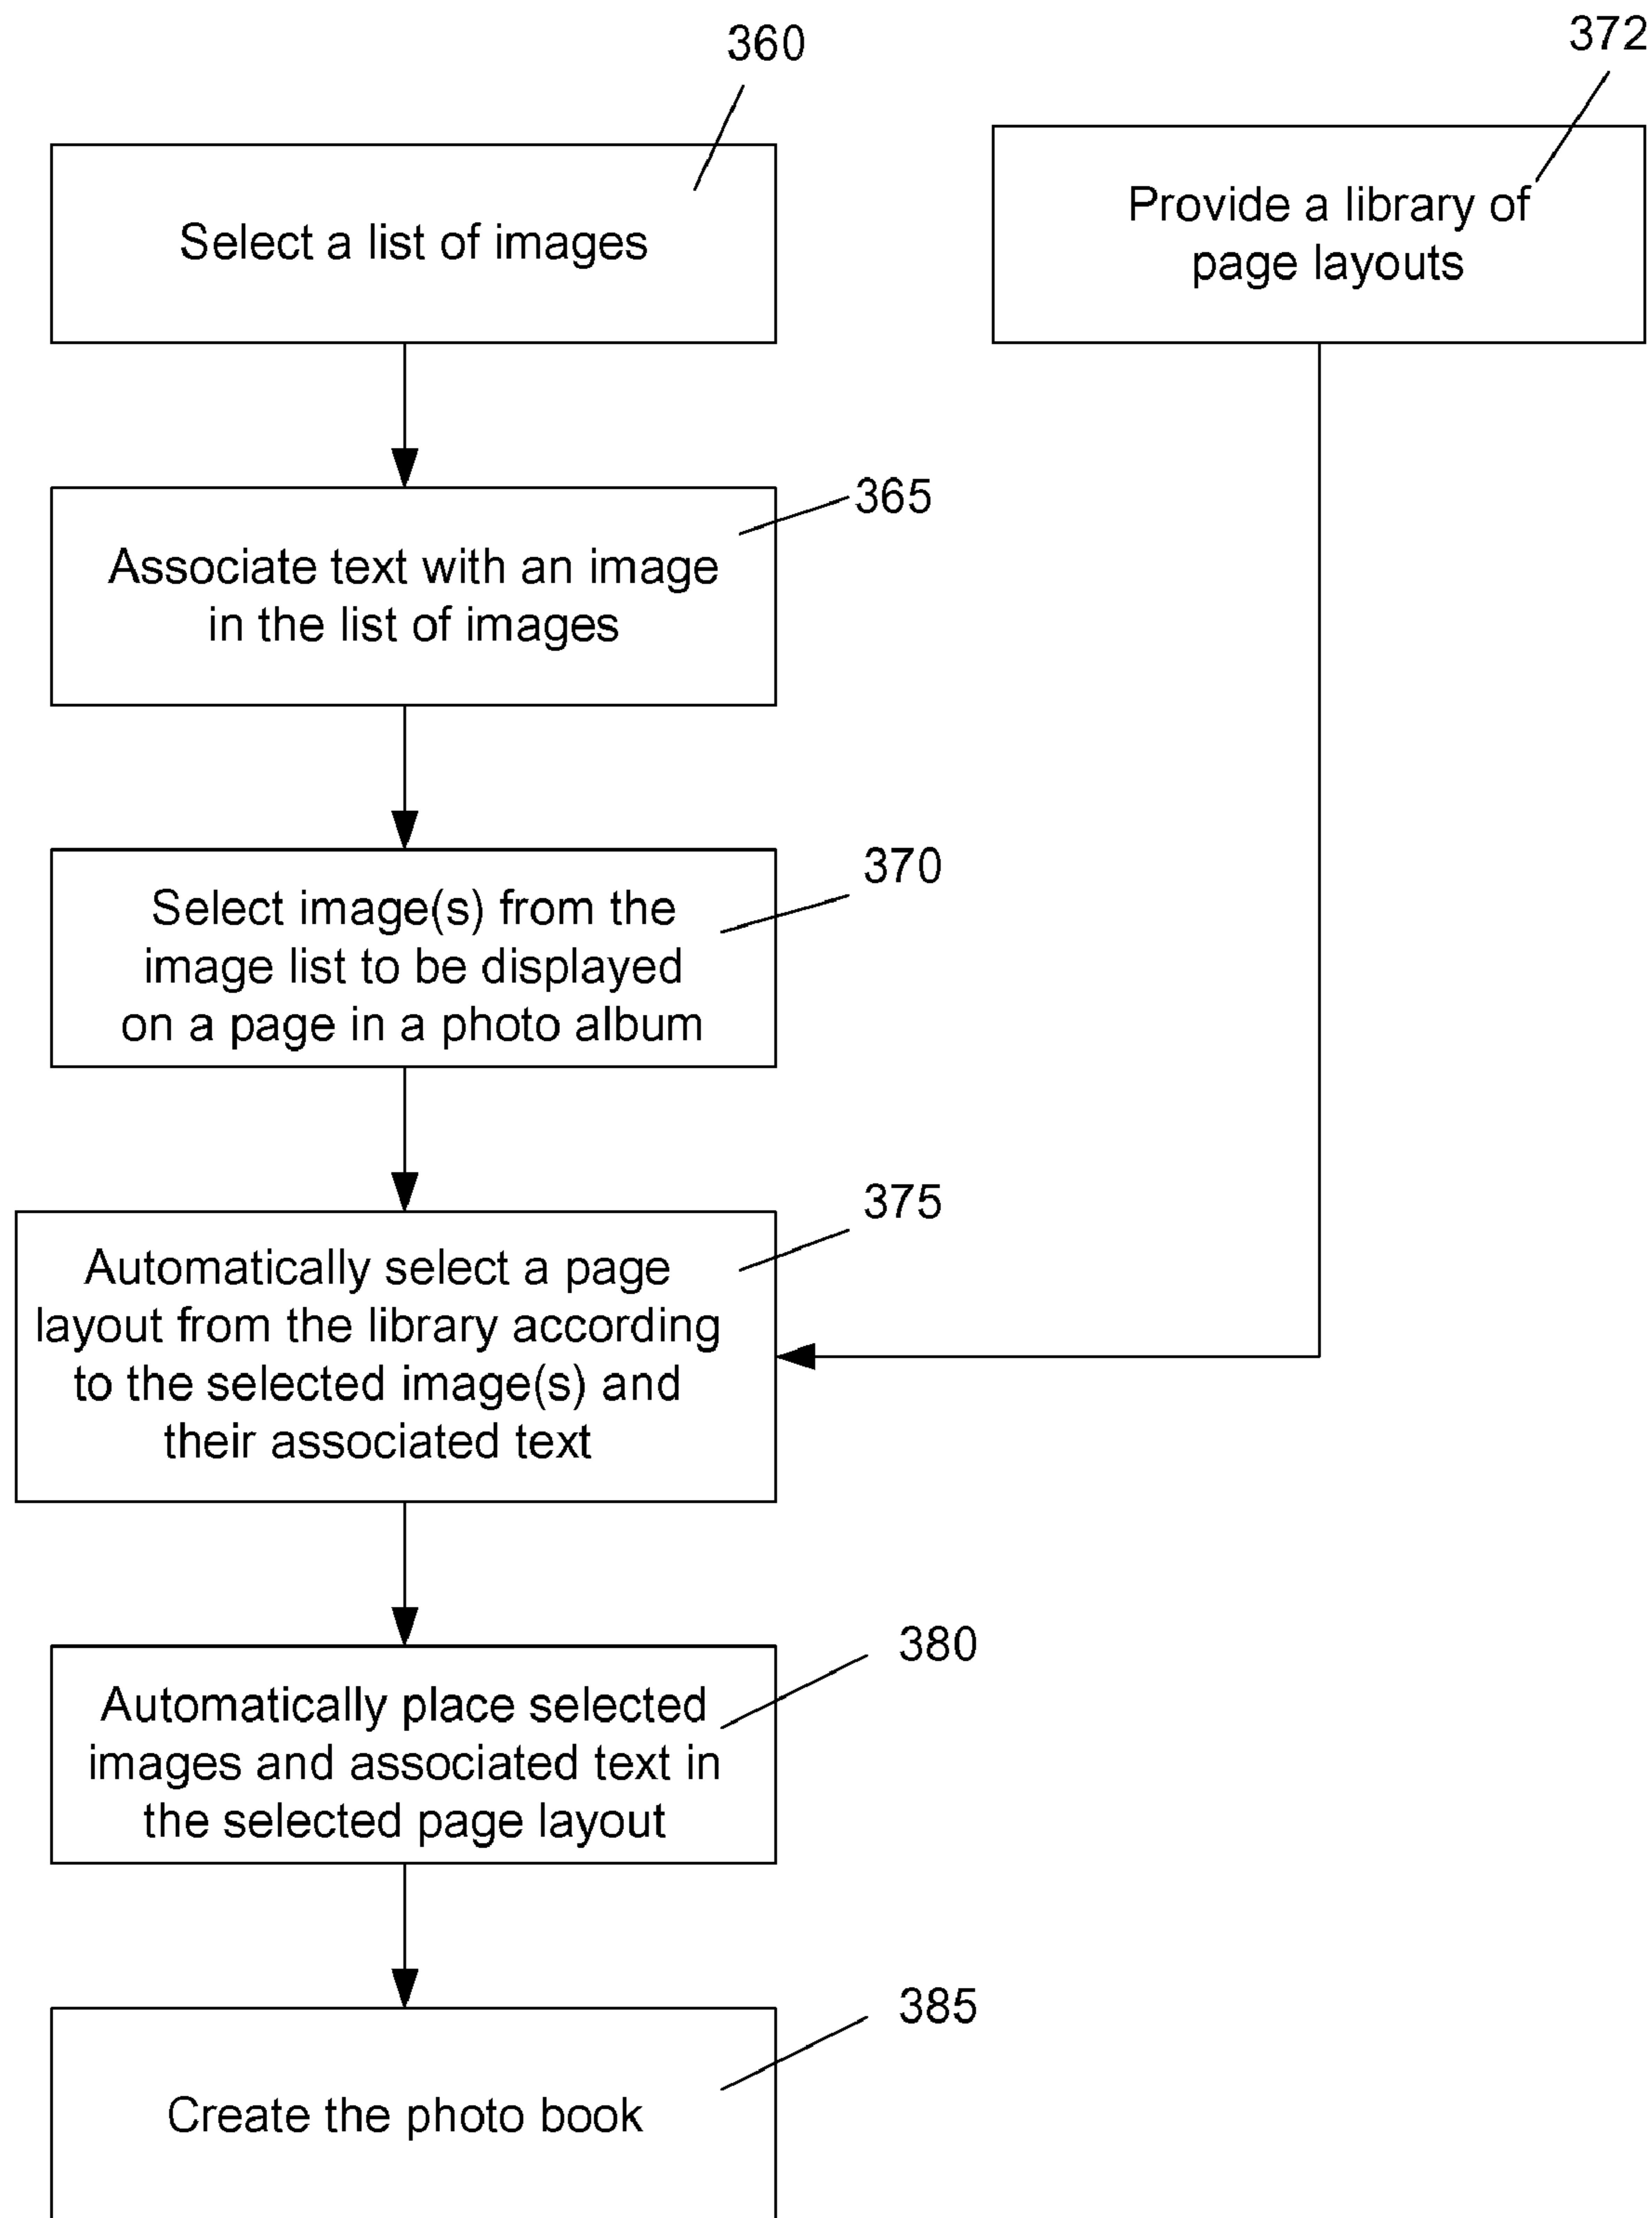 360
372
Select a list of images
Provide a library of
page layouts
365
Associate text with an image
in the list of images
370
Select image(s) from the
image list to be displayed
on a page in a photo album
375
Automatically select a page
layout from the library according
to the selected image(s) and
their associated text
380
Automatically place selected
images and associated text in
the selected page layout
385
Create the photo book